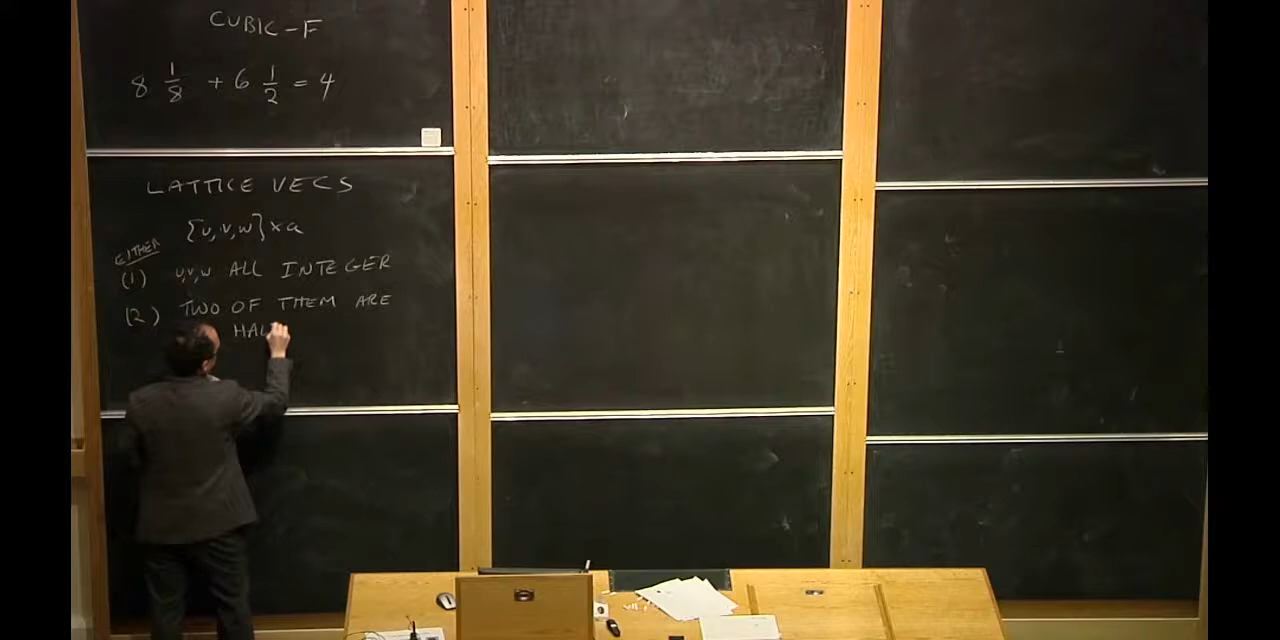 CUBIC-F
8 1/8 + 6 1/2 = 4
LATTICE VECS
[u, v, w] × a
EITHER
(1) u,v,w ALL INTEGER
(2) TWO OF THEM ARE
HAL